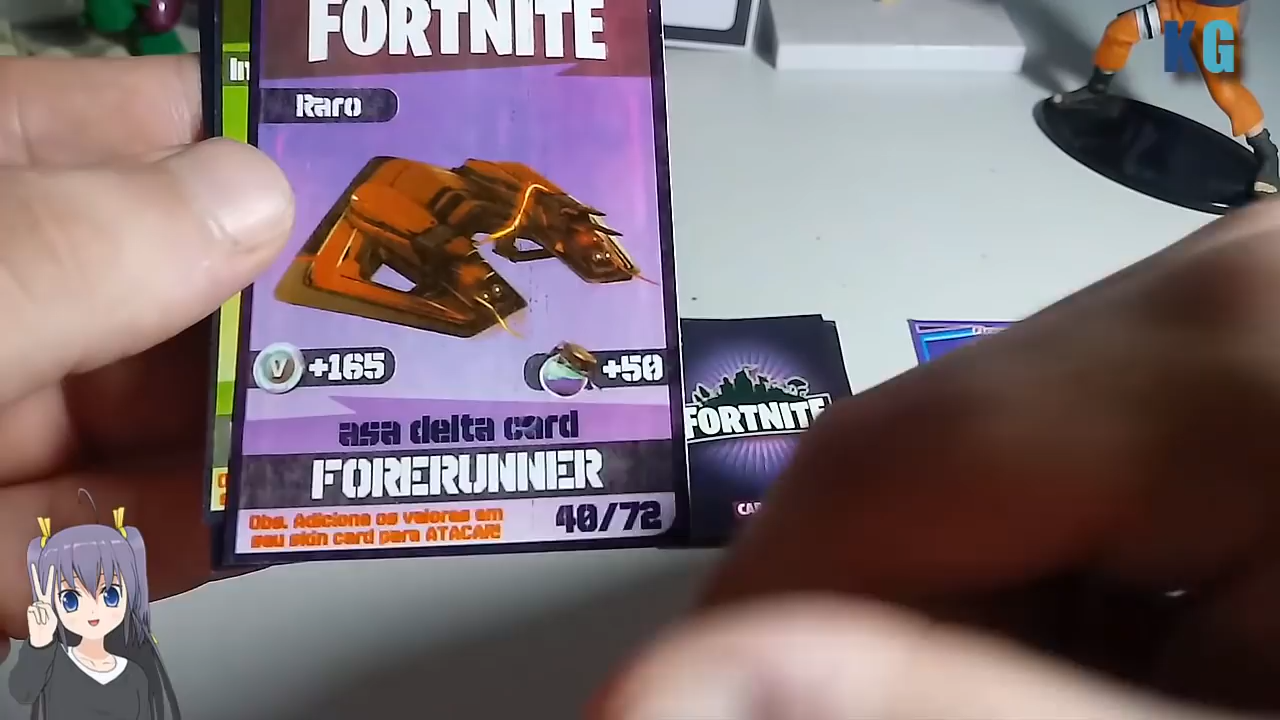 FORTNITE
Raro
KG
V +165
+50
asa delta card
FORERUNNER
Obs. Adicione os valores em
seu skin card para ATACAR!
40/72
FORTNITE